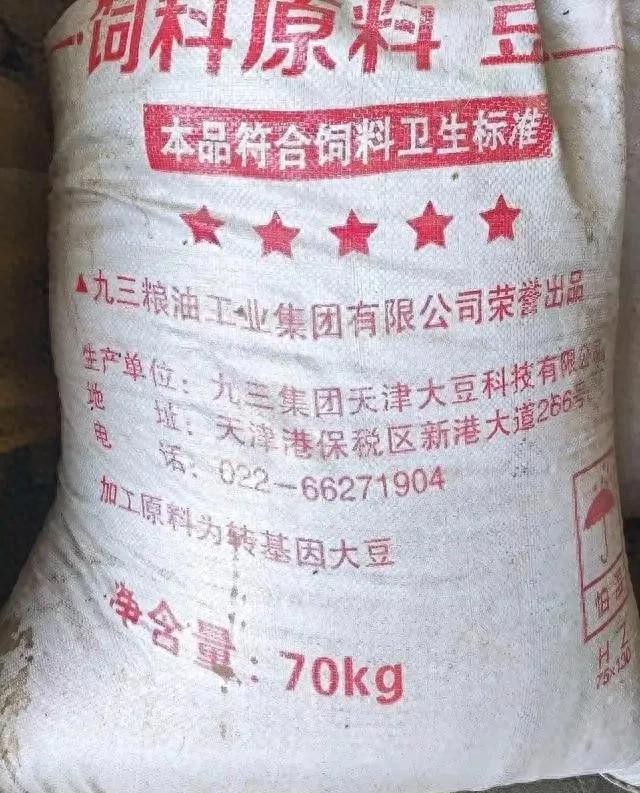 饲料原料 豆
本品符合饲料卫生标准
▲九三粮油工业集团有限公司荣誉出品
生产单位：九三集团天津大豆科技有限公司
地 址：天津港保税区新港大道266号
电 话：022-66271904
加工原料为转基因大豆
净含量：70kg
怕湿
H Z
75×130